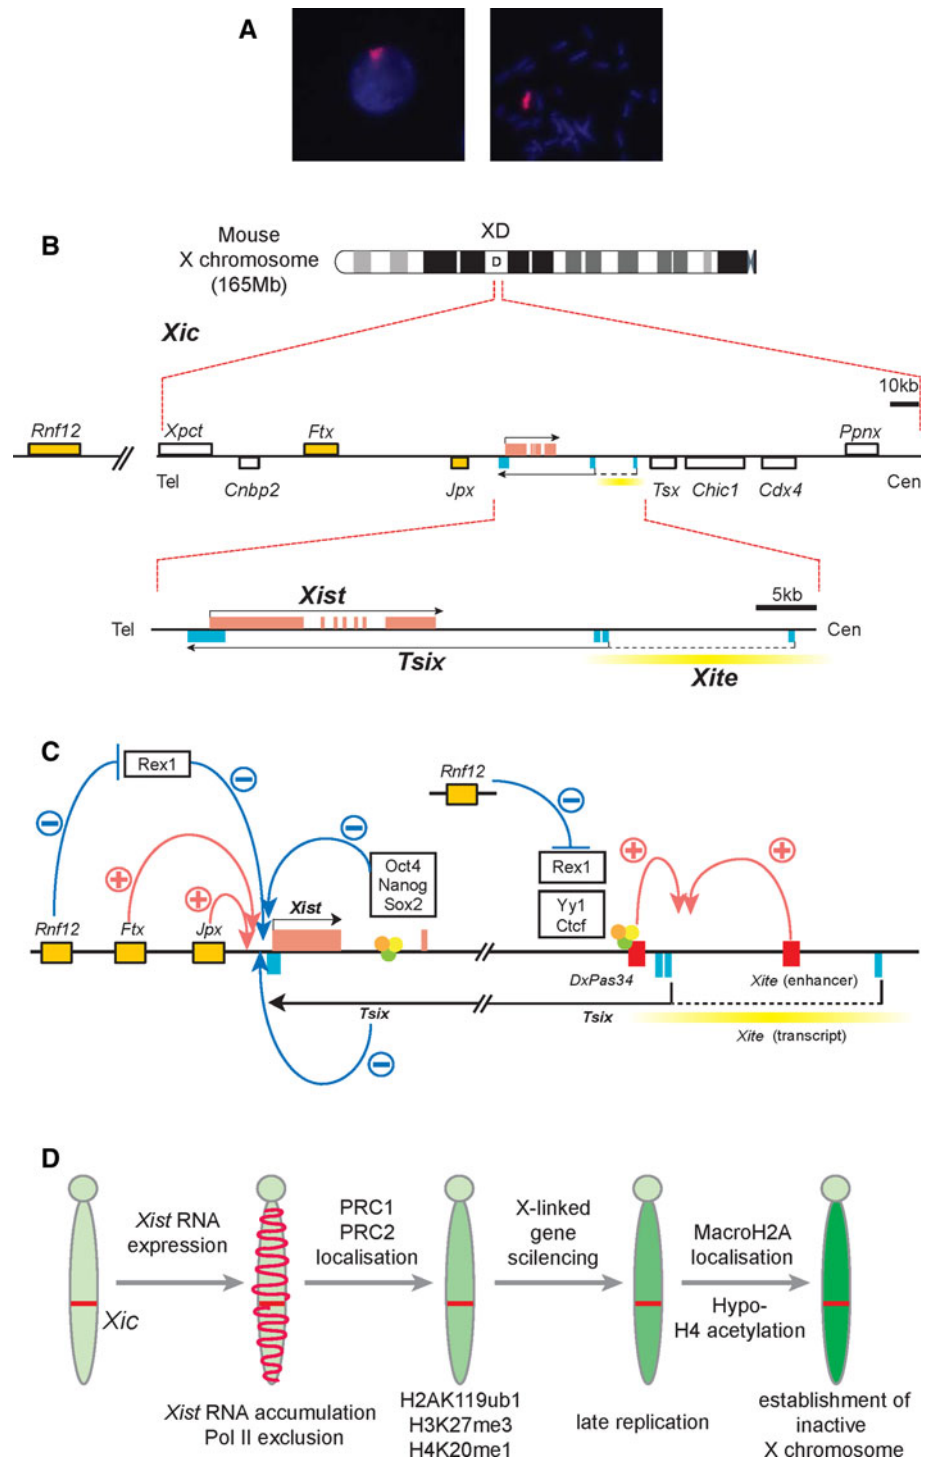 A
B
Mouse
X chromosome
(165Mb)
XD
D
Xic
10kb
Rnf12
Xpct
Ftx
Ppnx
Tel
Cnbp2
Jpx
Tsx
Chic1
Cdx4
Cen
Xist
5kb
Tel
Cen
Tsix
Xite
C
Rex1
Rnf12
Oct4
Nanog
Sox2
Rex1
Yy1
Ctcf
Rnf12
Ftx
Jpx
Xist
DxPas34
Xite (enhancer)
Tsix
Tsix
Xite (transcript)
D
Xist RNA
expression
PRC1
PRC2
localisation
X-linked
gene
scilencing
MacroH2A
localisation
Hypo-
H4 acetylation
Xic
Xist RNA accumulation
Pol II exclusion
H2AK119ub1
H3K27me3
H4K20me1
late replication
establishment of
inactive
X chromosome